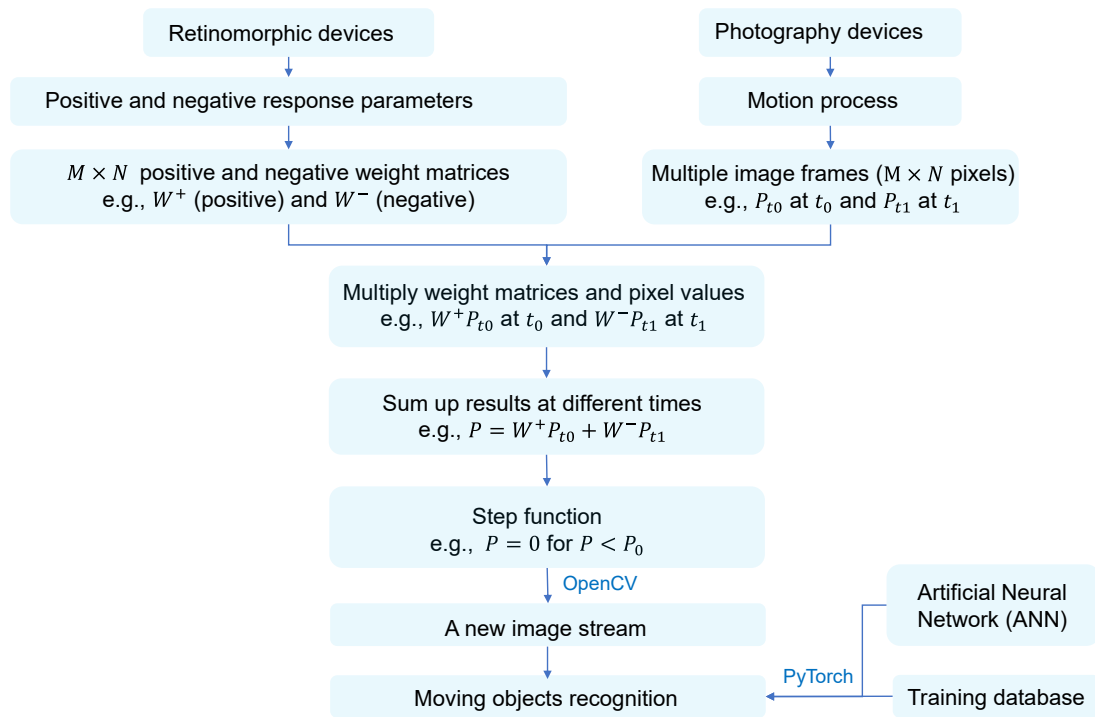 Retinomorphic devices
Photography devices
Positive and negative response parameters
Motion process
𝑀 × 𝑁 positive and negative weight matrices
e.g., 𝑊⁺ (positive) and 𝑊⁻ (negative)
Multiple image frames (M × 𝑁 pixels)
e.g., 𝑃ₜ₀ at 𝑡₀ and 𝑃ₜ₁ at 𝑡₁
Multiply weight matrices and pixel values
e.g., 𝑊⁺𝑃ₜ₀ at 𝑡₀ and 𝑊⁻𝑃ₜ₁ at 𝑡₁
Sum up results at different times
e.g., 𝑃 = 𝑊⁺𝑃ₜ₀ + 𝑊⁻𝑃ₜ₁
Step function
e.g., 𝑃 = 0 for 𝑃 < 𝑃₀
OpenCV
A new image stream
Artificial Neural
Network (ANN)
PyTorch
Moving objects recognition
Training database